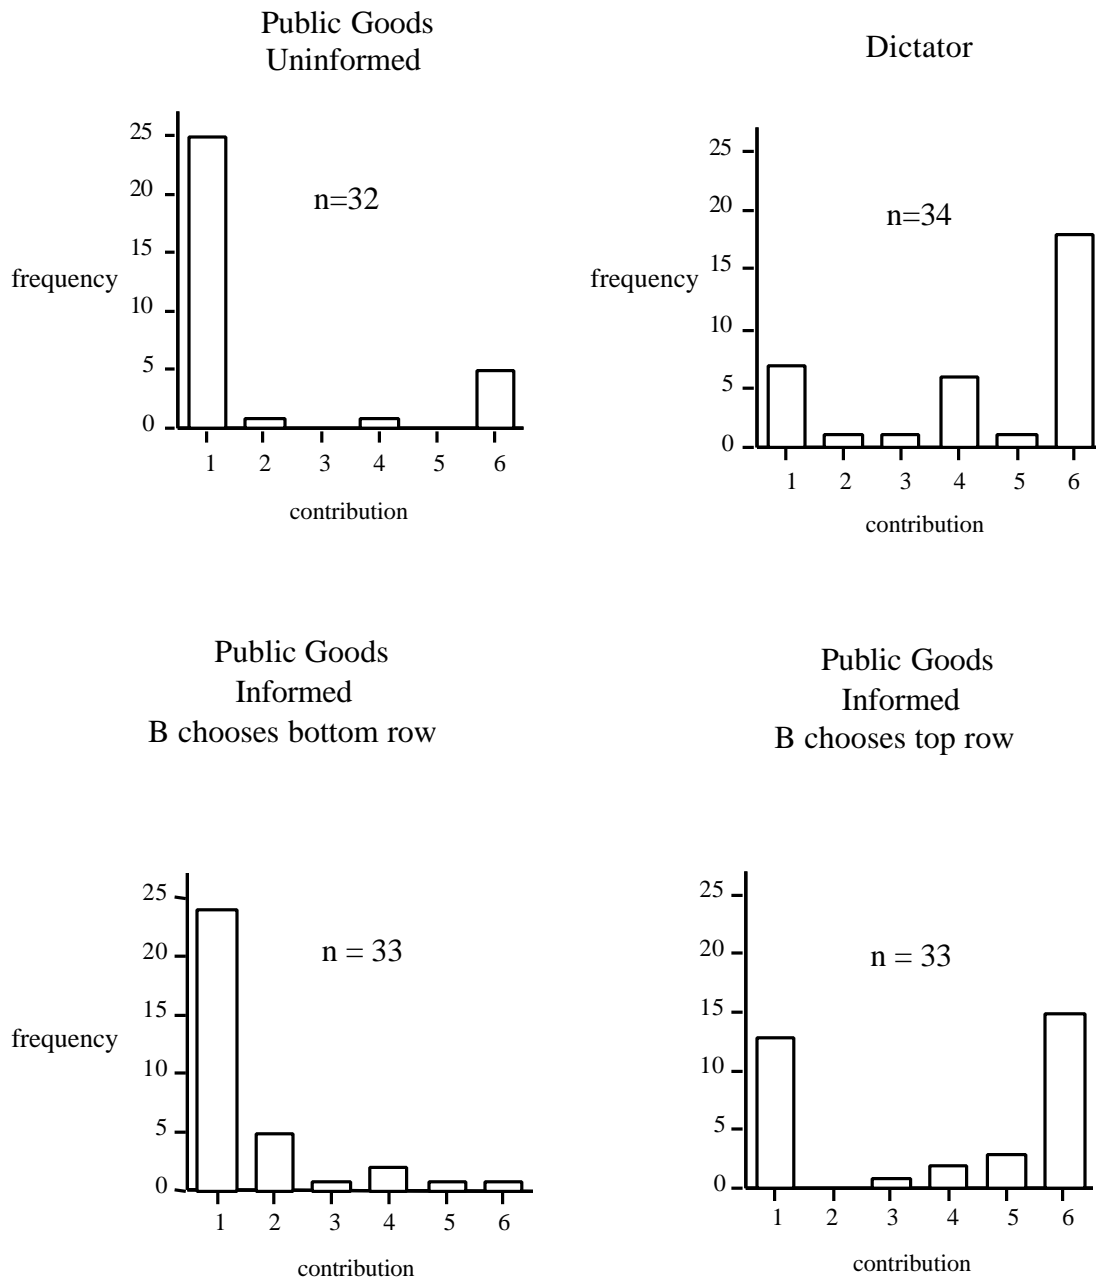 Public Goods
Uninformed
25
20
15
10
5
0
n=32
frequency
1 2 3 4 5 6
contribution
Dictator
25
20
15
10
5
0
n=34
frequency
1 2 3 4 5 6
contribution
Public Goods
Informed
B chooses bottom row
25
20
15
10
5
0
n = 33
frequency
1 2 3 4 5 6
contribution
Public Goods
Informed
B chooses top row
25
20
15
10
5
0
n = 33
1 2 3 4 5 6
contribution